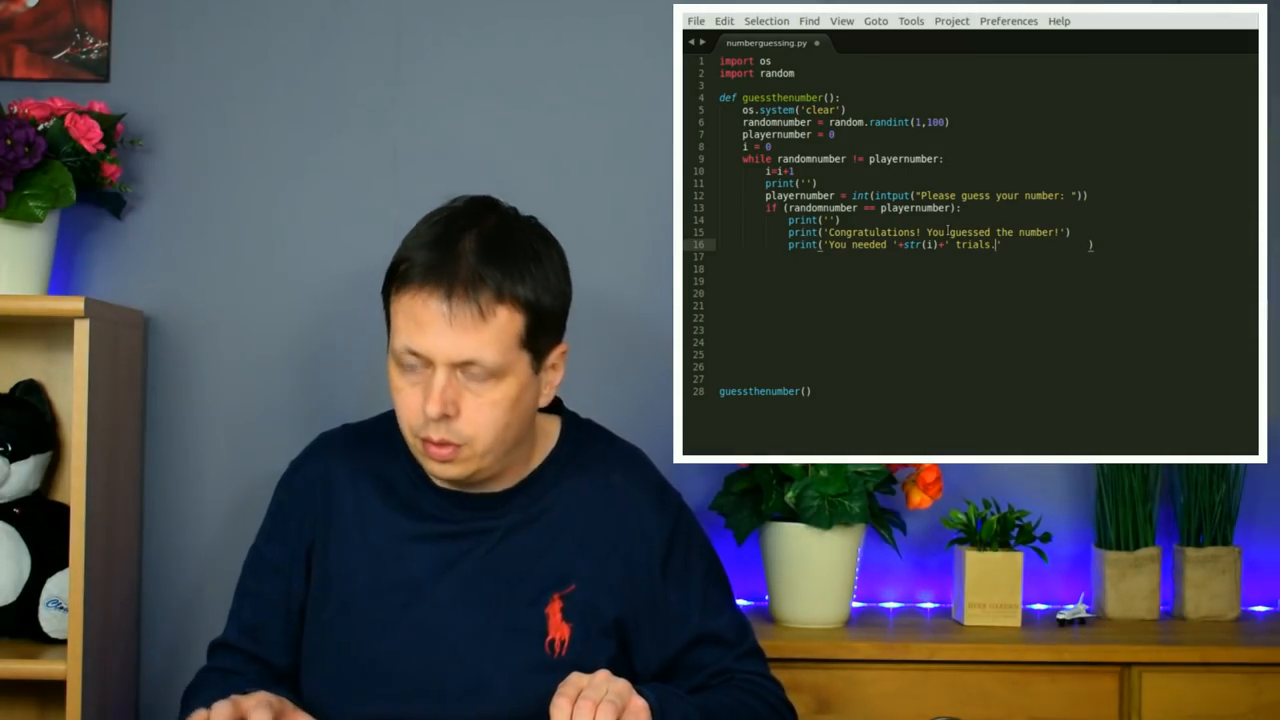 File Edit Selection Find View Goto Tools Project Preferences Help
numberguessing.py
1 import os
2 import random
3
4 def guessthenumber():
5 os.system('clear')
6 randomnumber = random.randint(1,100)
7 playernumber = 0
8 i = 0
9 while randomnumber != playernumber:
10 i=i+1
11 print('')
12 playernumber = int(intput("Please guess your number: "))
13 if (randomnumber == playernumber):
14 print('')
15 print('Congratulations! You guessed the number!')
16 print('You needed '+str(i)+' trials.' )
17
18
19
20
21
22
23
24
25
26
27
28 guessthenumber()
HERB GARDEN